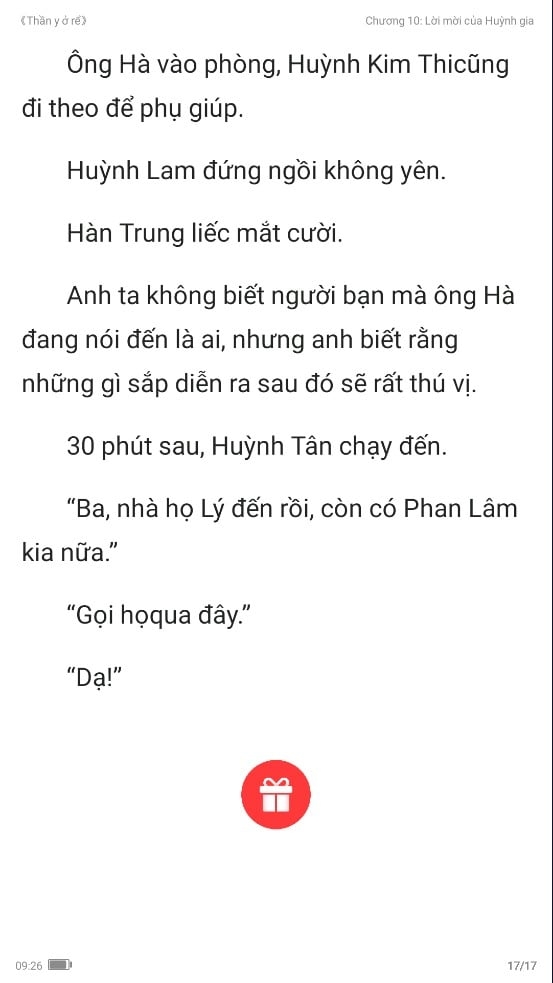 《Thần y ở rể》 Chương 10: Lời mời của Huỳnh gia
Ông Hà vào phòng, Huỳnh Kim Thicũng
đi theo để phụ giúp.
Huỳnh Lam đứng ngồi không yên.
Hàn Trung liếc mắt cười.
Anh ta không biết người bạn mà ông Hà
đang nói đến là ai, nhưng anh biết rằng
những gì sắp diễn ra sau đó sẽ rất thú vị.
30 phút sau, Huỳnh Tân chạy đến.
“Ba, nhà họ Lý đến rồi, còn có Phan Lâm
kia nữa.”
“Gọi họqua đây.”
“Dạ!”
09:26 17/17